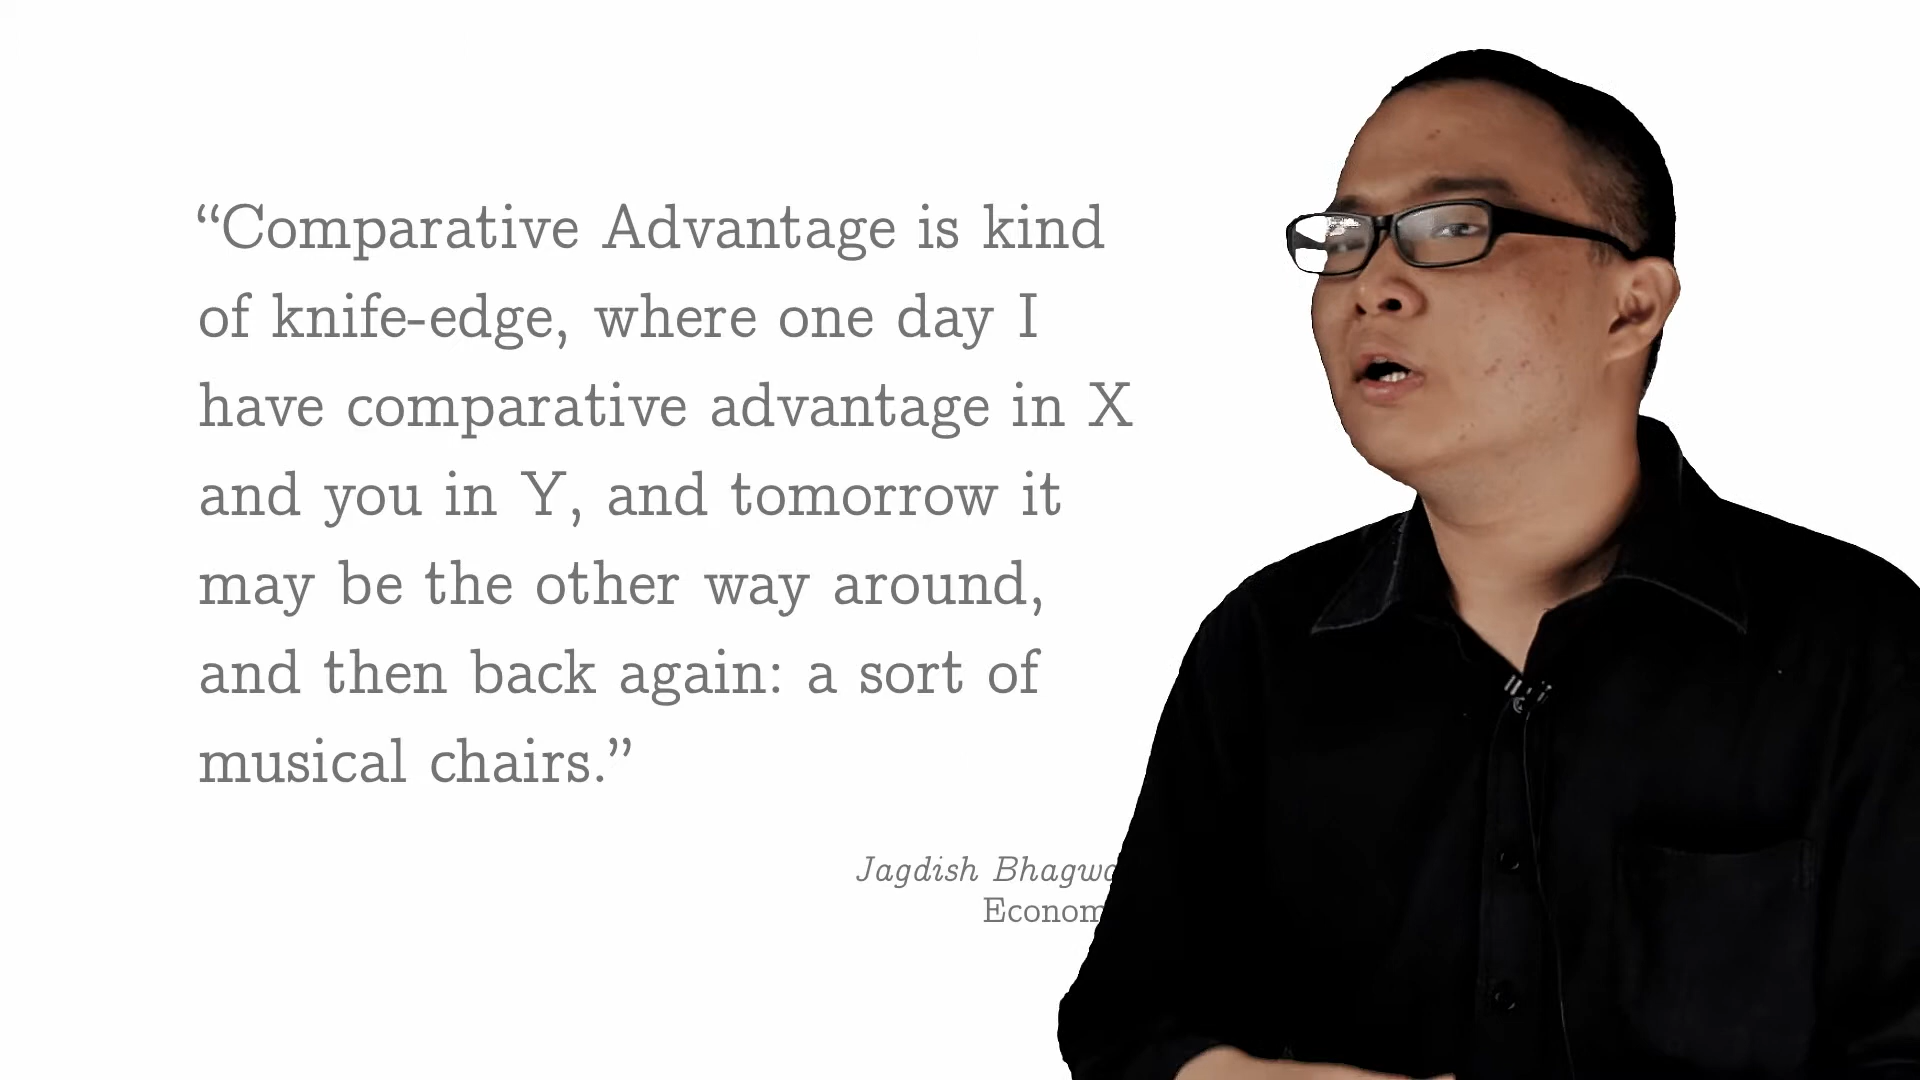 “Comparative Advantage is kind
of knife-edge, where one day I
have comparative advantage in X
and you in Y, and tomorrow it
may be the other way around,
and then back again: a sort of
musical chairs.”
Jagdish